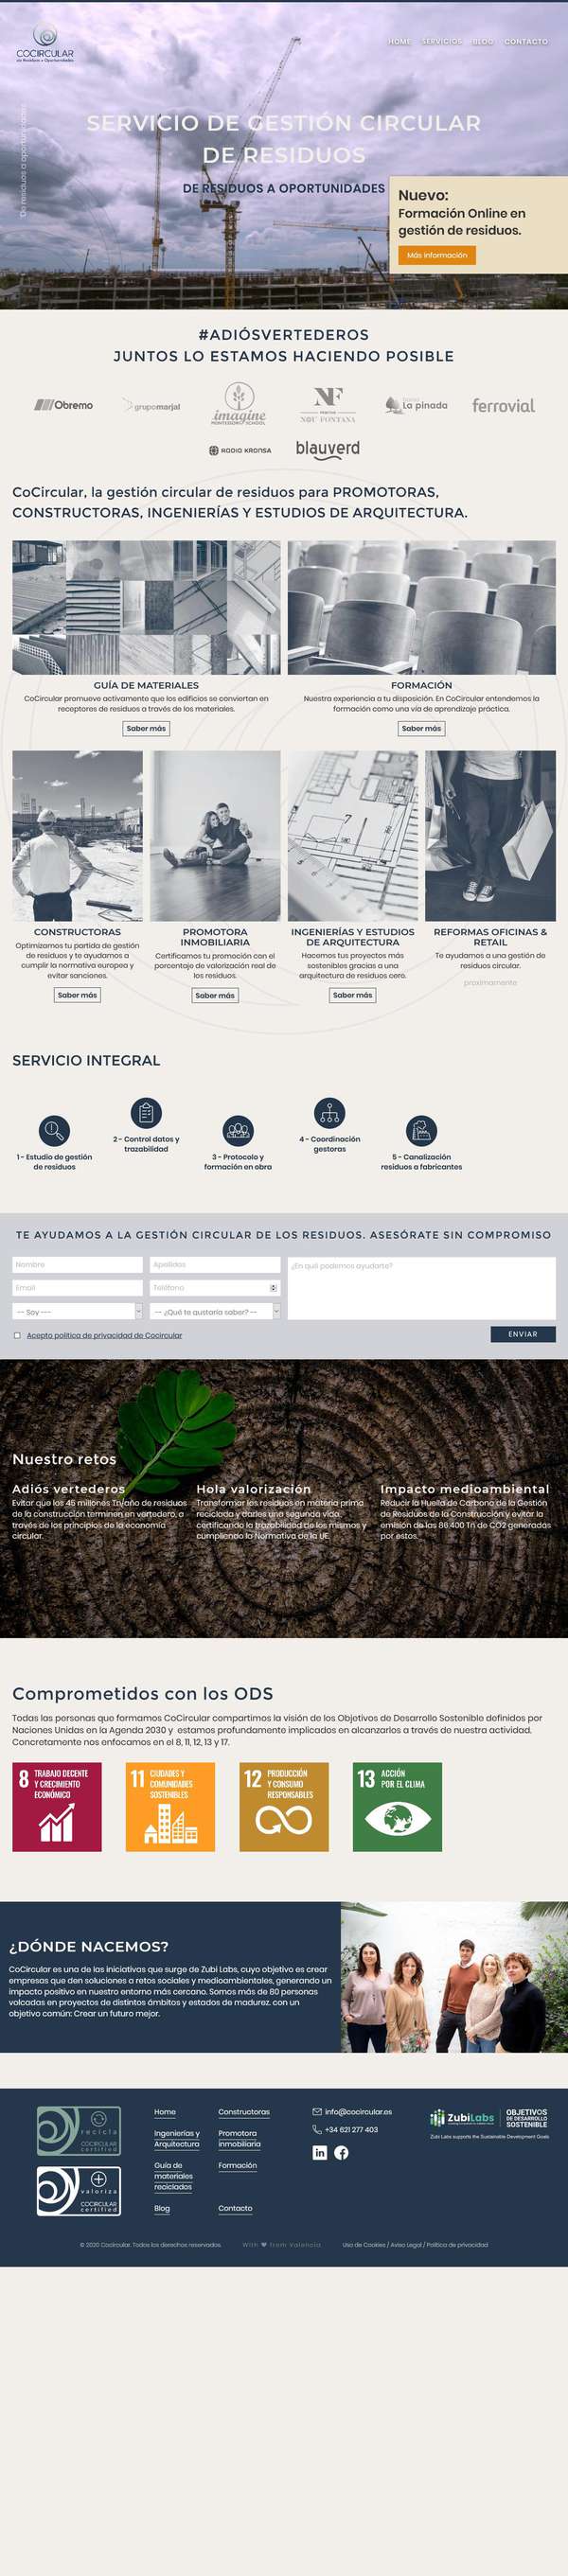 COCIRCULAR
de Residuos a Oportunidades
HOME SERVICIOS BLOG CONTACTO
De residuos a oportunidades
SERVICIO DE GESTIÓN CIRCULAR
DE RESIDUOS
DE RESIDUOS A OPORTUNIDADES
Nuevo:
Formación Online en
gestión de residuos.
Más información
#ADIÓSVERTEDEROS
JUNTOS LO ESTAMOS HACIENDO POSIBLE
Obremo
grupomarjal
imagine
MONTESSORI SCHOOL
NF
NOU FONTANA
La pinada
ferrovial
RADIO KRONSA
blauverd
CoCircular, la gestión circular de residuos para PROMOTORAS,
CONSTRUCTORAS, INGENIERÍAS Y ESTUDIOS DE ARQUITECTURA.
GUÍA DE MATERIALES
CoCircular promueve activamente que los edificios se conviertan en
receptores de residuos a través de los materiales.
Saber más
FORMACIÓN
Nuestra experiencia a tu disposición. En CoCircular entendemos la
formación como una vía de aprendizaje práctica.
Saber más
CONSTRUCTORAS
Optimizamos tu partida de gestión
de residuos y te ayudamos a
cumplir la normativa europea y
evitar sanciones.
Saber más
PROMOTORA
INMOBILIARIA
Certificamos tu promoción con el
porcentaje de valorización real de
los residuos.
Saber más
INGENIERÍAS Y ESTUDIOS
DE ARQUITECTURA
Hacemos tus proyectos más
sostenibles gracias a una
arquitectura de residuos cero.
Saber más
REFORMAS OFICINAS &
RETAIL
Te ayudamos a una gestión de
residuos circular.
proximamente
SERVICIO INTEGRAL
1 - Estudio de gestión
de residuos
2 - Control datos y
trazabilidad
3 - Protocolo y
formación en obra
4 - Coordinación
gestoras
5 - Canalización
residuos a fabricantes
TE AYUDAMOS A LA GESTIÓN CIRCULAR DE LOS RESIDUOS. ASESÓRATE SIN COMPROMISO
Nombre
Apellidos
¿En qué podemos ayudarte?
Email
Teléfono
--- Soy ---
--- ¿Qué te gustaría saber? ---
Acepto política de privacidad de Cocircular
ENVIAR
Nuestro retos
Adiós vertederos
Evitar que los 45 millones Tn/año de residuos
de la construcción terminen en vertedero, a
través de los principios de la economía
circular.
Hola valorización
Transformar los residuos en materia prima
reciclada y darles una segunda vida,
certificando la trazabilidad de los mismos y
cumpliendo la Normativa de la UE.
Impacto medioambiental
Reducir la Huella de Carbono de la Gestión
de Residuos de la Construcción y evitar la
emisión de las 86.400 Tn de CO2 generadas
por estos.
Comprometidos con los ODS
Todas las personas que formamos CoCircular compartimos la visión de los Objetivos de Desarrollo Sostenible definidos por
Naciones Unidas en la Agenda 2030 y estamos profundamente implicados en alcanzarlos a través de nuestra actividad.
Concretamente nos enfocamos en el 8, 11, 12, 13 y 17.
8 TRABAJO DECENTE
Y CRECIMIENTO
ECONÓMICO
11 CIUDADES Y
COMUNIDADES
SOSTENIBLES
12 PRODUCCIÓN
Y CONSUMO
RESPONSABLES
13 ACCIÓN
POR EL CLIMA
¿DÓNDE NACEMOS?
CoCircular es una de las iniciativas que surge de Zubi Labs, cuyo objetivo es crear
empresas que den soluciones a retos sociales y medioambientales, generando un
impacto positivo en nuestro entorno más cercano. Somos más de 80 personas
volcadas en proyectos de distintos ámbitos y estados de madurez. con un
objetivo común: Crear un futuro mejor.
recicla
COCIRCULAR
certified
valoriza
COCIRCULAR
certified
Home
Ingenierías y
Arquitectura
Guía de
materiales
reciclados
Blog
Constructoras
Promotora
inmobiliaria
Formación
Contacto
info@cocircular.es
+34 621 277 403
ZubiLabs
OBJETIVOS
DE DESARROLLO
SOSTENIBLE
Zubi Labs supports the Sustainable Development Goals
© 2020 Cocircular. Todos los derechos reservados.
With ♥ from Valencia
Uso de Cookies / Aviso Legal / Política de privacidad